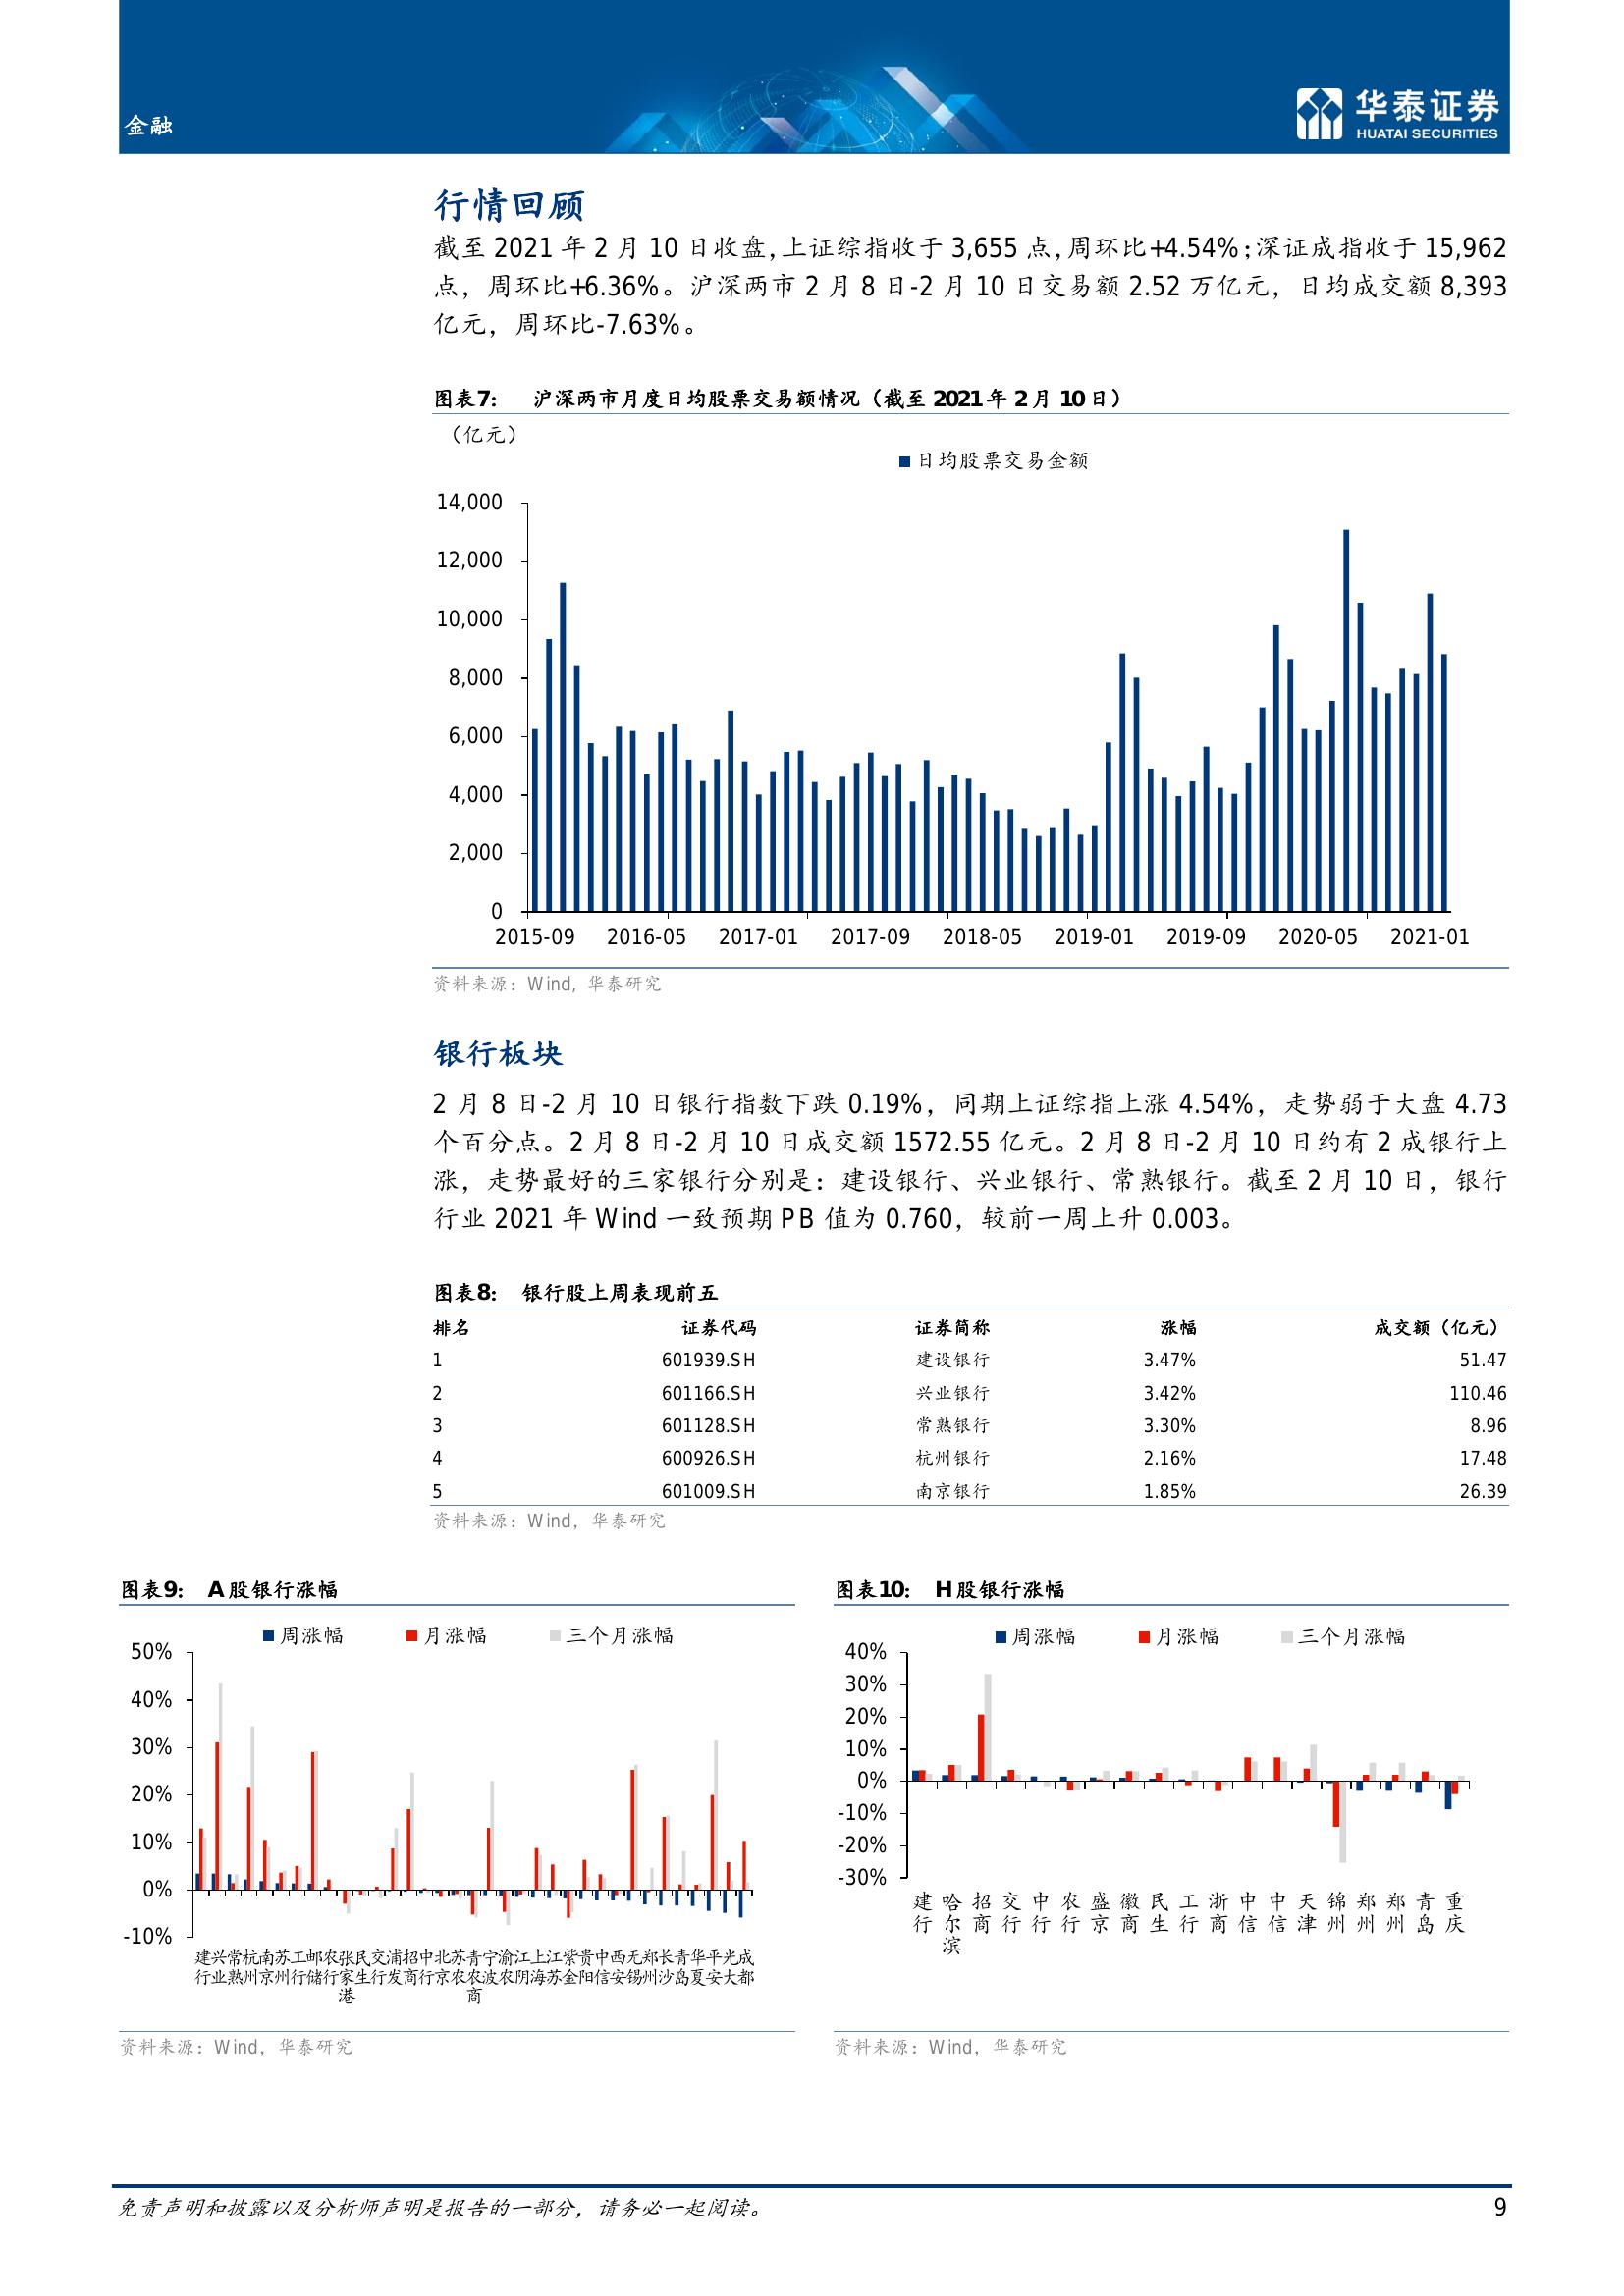 金融
华泰证券
HUATAI SECURITIES
行情回顾
截至 2021 年 2 月 10 日收盘，上证综指收于 3,655 点，周环比+4.54%；深证成指收于 15,962
点，周环比+6.36%。沪深两市 2 月 8 日-2 月 10 日交易额 2.52 万亿元，日均成交额 8,393
亿元，周环比-7.63%。
图表7： 沪深两市月度日均股票交易额情况（截至 2021 年 2 月 10 日）
（亿元）
日均股票交易金额
14,000
12,000
10,000
8,000
6,000
4,000
2,000
0
2015-09 2016-05 2017-01 2017-09 2018-05 2019-01 2019-09 2020-05 2021-01
资料来源：Wind，华泰研究
银行板块
2 月 8 日-2 月 10 日银行指数下跌 0.19%，同期上证综指上涨 4.54%，走势弱于大盘 4.73
个百分点。2 月 8 日-2 月 10 日成交额 1572.55 亿元。2 月 8 日-2 月 10 日约有 2 成银行上
涨，走势最好的三家银行分别是：建设银行、兴业银行、常熟银行。截至 2 月 10 日，银行
行业 2021 年 Wind 一致预期 PB 值为 0.760，较前一周上升 0.003。
图表8： 银行股上周表现前五
排名 证券代码 证券简称 涨幅 成交额（亿元）
1 601939.SH 建设银行 3.47% 51.47
2 601166.SH 兴业银行 3.42% 110.46
3 601128.SH 常熟银行 3.30% 8.96
4 600926.SH 杭州银行 2.16% 17.48
5 601009.SH 南京银行 1.85% 26.39
资料来源：Wind，华泰研究
图表9： A 股银行涨幅
周涨幅 月涨幅 三个月涨幅
50%
40%
30%
20%
10%
0%
-10%
建兴常杭南苏工邮农张民交浦招中北苏青宁渝江上江紫贵中西无郑长青华平光成
行业熟州京州行储行家生行发商行京农农波农阴海苏金阳信安锡州沙岛夏安大都
港 商
资料来源：Wind，华泰研究
图表10： H 股银行涨幅
周涨幅 月涨幅 三个月涨幅
40%
30%
20%
10%
0%
-10%
-20%
-30%
建 哈 招 交 中 农 盛 徽 民 工 浙 中 中 天 锦 郑 郑 青 重
行 尔 商 行 行 行 京 商 生 行 商 信 信 津 州 州 州 岛 庆
滨
资料来源：Wind，华泰研究
免责声明和披露以及分析师声明是报告的一部分，请务必一起阅读。
9